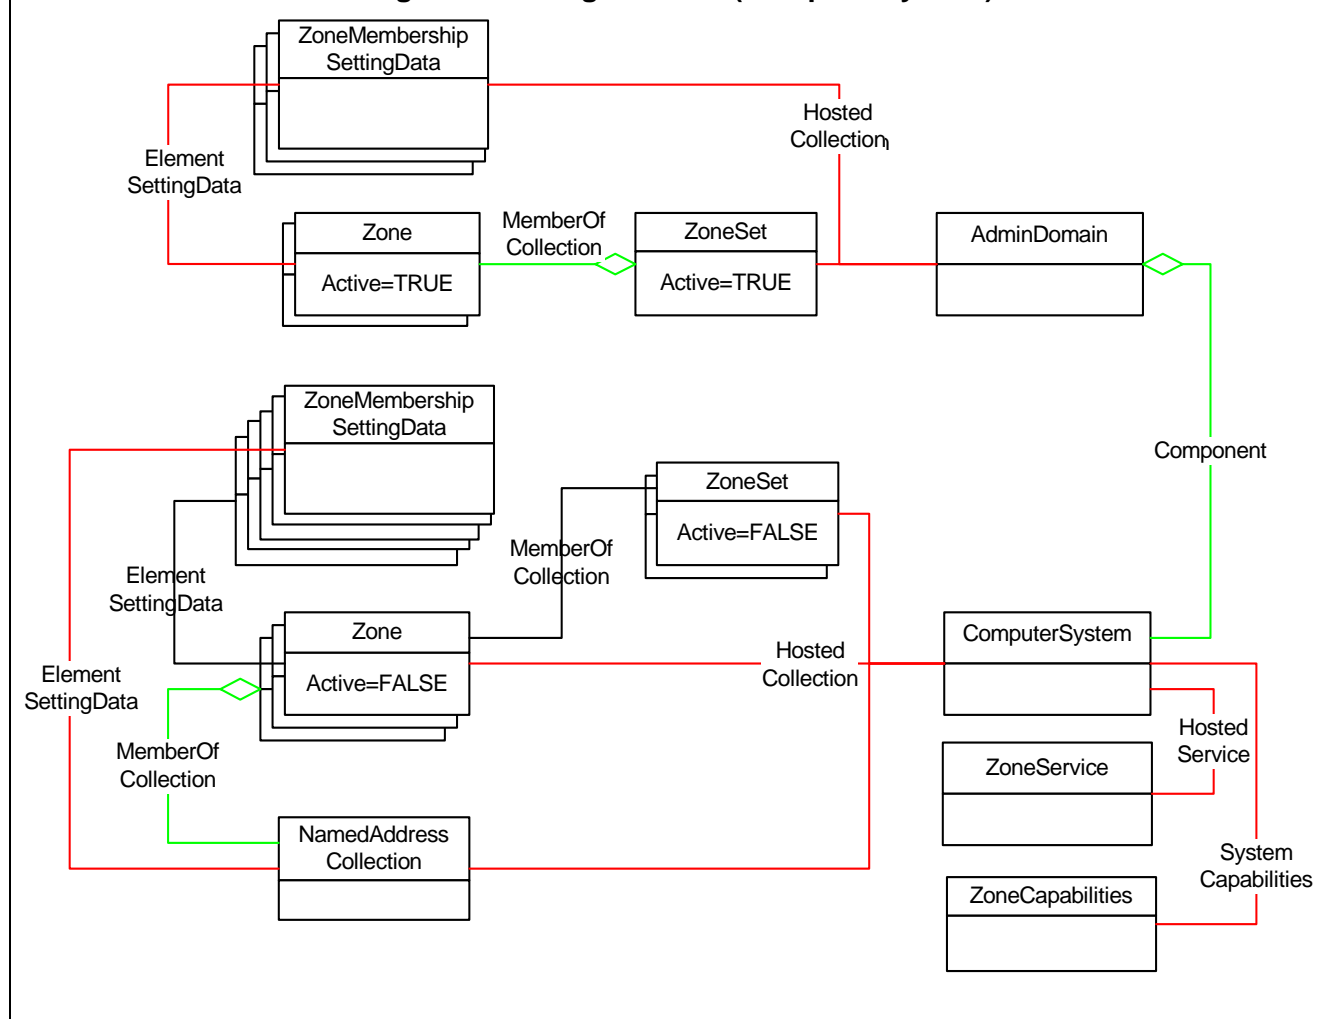 ZoneMembership
SettingData
Hosted
Collection
Element
SettingData
Zone
Active=TRUE
MemberOf
Collection
ZoneSet
Active=TRUE
AdminDomain
ZoneMembership
SettingData
Component
ZoneSet
Active=FALSE
MemberOf
Collection
Element
SettingData
Zone
Active=FALSE
Hosted
Collection
ComputerSystem
Element
SettingData
MemberOf
Collection
Hosted
Service
ZoneService
NamedAddress
Collection
System
Capabilities
ZoneCapabilities